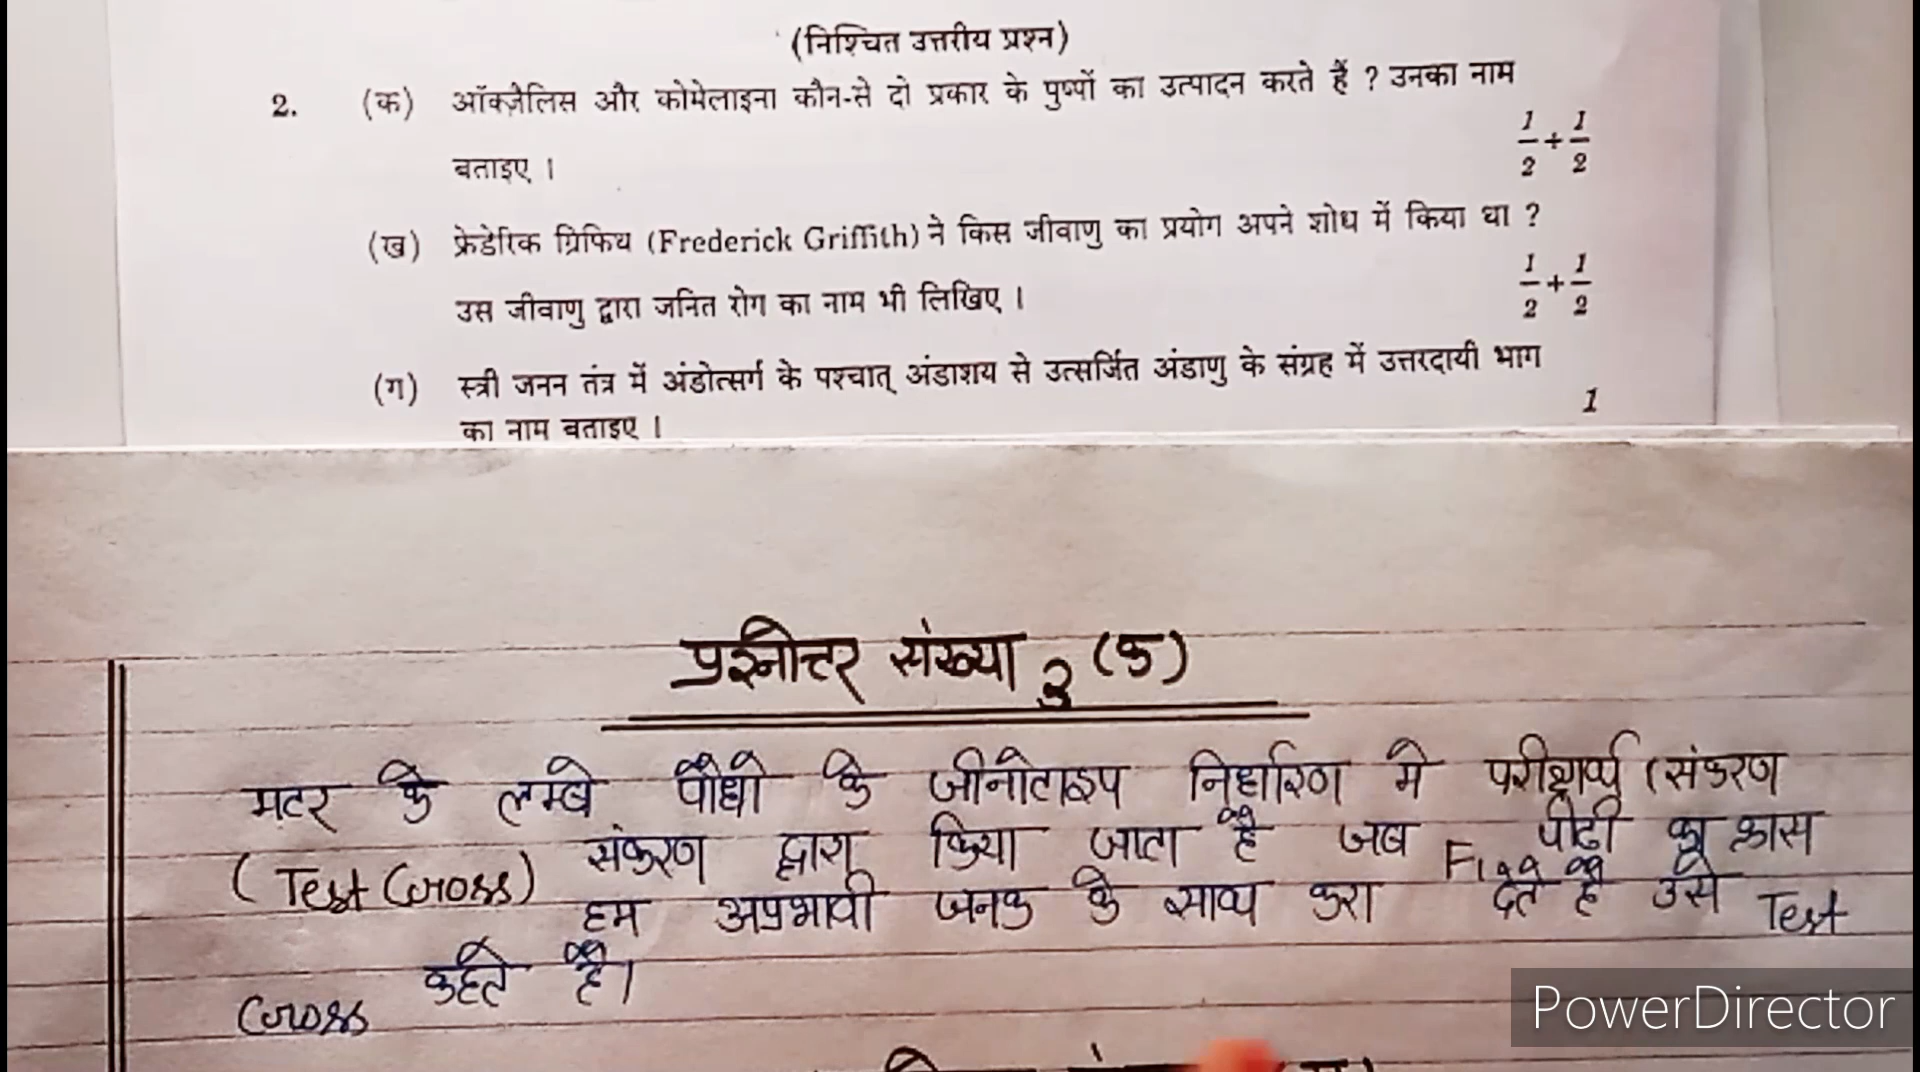 (निश्चित उत्तरीय प्रश्न)
2. (क) ऑक्ज़ैलिस और कोमेलाइना कौन-से दो प्रकार के पुष्पों का उत्पादन करते हैं ? उनका नाम
बताइए । 1/2 + 1/2
(ख) फ्रेडेरिक ग्रिफिथ (Frederick Griffith) ने किस जीवाणु का प्रयोग अपने शोध में किया था ?
उस जीवाणु द्वारा जनित रोग का नाम भी लिखिए । 1/2 + 1/2
(ग) स्त्री जनन तंत्र में अंडोत्सर्ग के पश्चात् अंडाशय से उत्सर्जित अंडाणु के संग्रह में उत्तरदायी भाग
का नाम बताइए । 1
प्रश्नोत्तर संख्या 2 (क)
मटर के लम्बे पौधो के जीनोटाइप निर्धारण मे परीक्षार्थ (संकरण
(Test Cross) संकरण द्वारा किया जाता है जब F1 पीढी का क्रास
हम अप्रभावी जनक के साथ करा देते है उसे Test
Cross कहते है।
PowerDirector